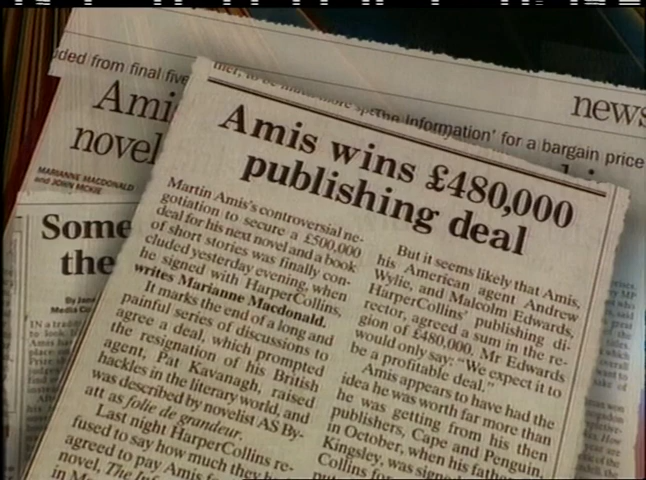 uded from final five
news
Ami
novel
MARIANNE MACDONALD
and JOHN MCKIE
The Information' for a bargain price
Some
the
By Jane
Media Co
Amis wins £480,000
publishing deal
Martin Amis's controversial ne-
gotiation to secure a £500,000
deal for his next novel and a book
of short stories was finally con-
cluded yesterday evening, when
he signed with HarperCollins,
writes Marianne Macdonald.
It marks the end of a long and
painful series of discussions to
agree a deal, which prompted
the resignation of his British
agent, Pat Kavanagh, raised
hackles in the literary world, and
was described by novelist AS By-
att as folie de grandeur.
Last night HarperCollins re-
fused to say how much they
agreed to pay Amis
novel, The Inf
in M
But it seems likely that Amis,
his American agent Andrew
Wylie, and Malcolm Edwards,
HarperCollins' publishing di-
rector, agreed a sum in the re-
gion of £480,000. Mr Edwards
would only say: "We expect it to
be a profitable deal."
Amis appears to have had the
idea he was worth far more than
he was getting from his then
publishers, Cape and Penguin,
in October, when his father,
Kingsley, was signed
Collins for